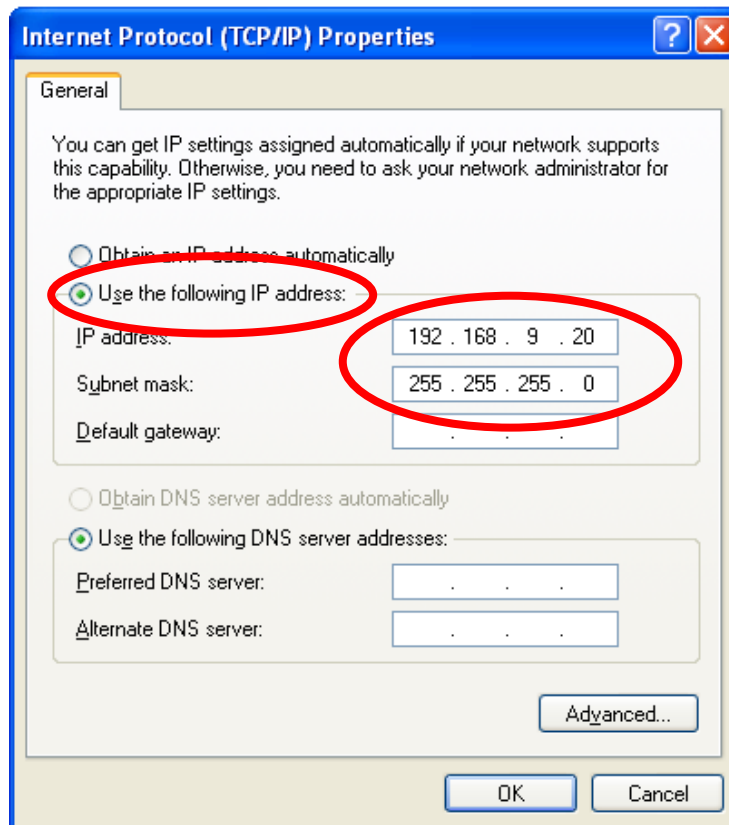 Internet Protocol (TCP/IP) Properties
General
You can get IP settings assigned automatically if your network supports
this capability. Otherwise, you need to ask your network administrator for
the appropriate IP settings.
Obtain an IP address automatically
Use the following IP address:
IP address: 192 . 168 . 9 . 20
Subnet mask: 255 . 255 . 255 . 0
Default gateway: . . .
Obtain DNS server address automatically
Use the following DNS server addresses:
Preferred DNS server: . . .
Alternate DNS server: . . .
Advanced...
OK Cancel